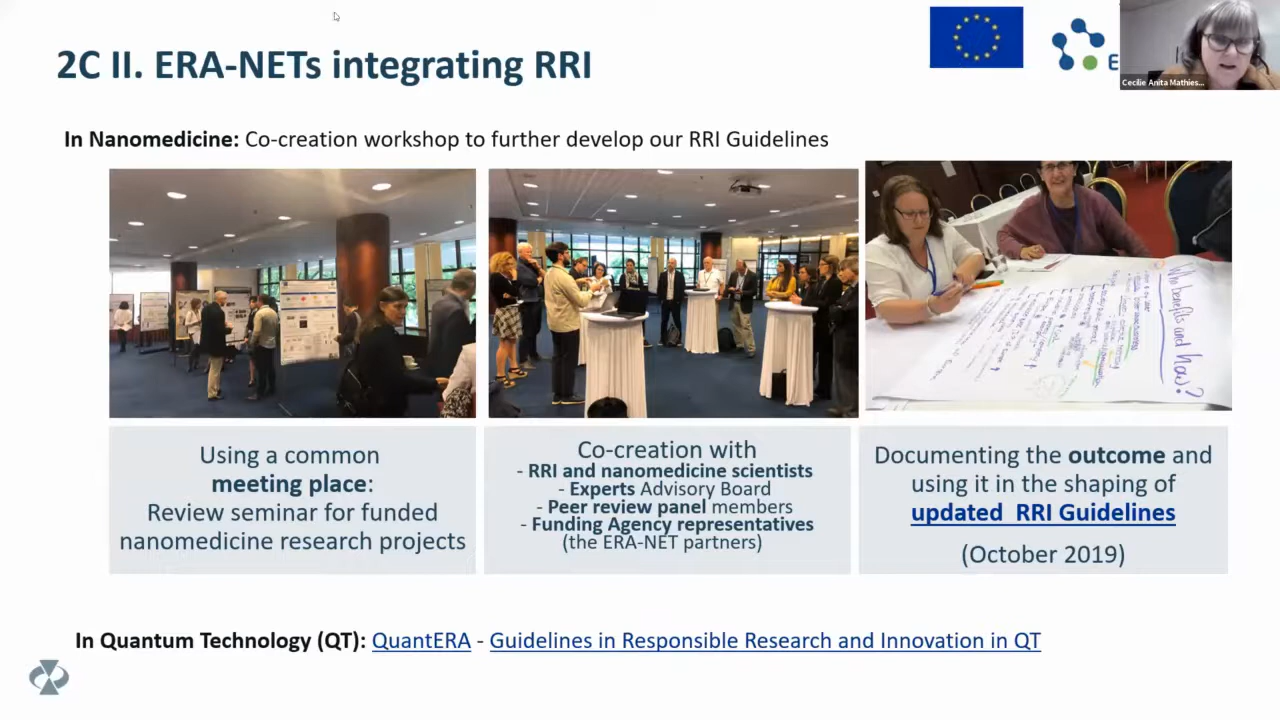 2C II. ERA-NETs integrating RRI
E
Cecilie Anita Mathies...
In Nanomedicine: Co-creation workshop to further develop our RRI Guidelines
Who benefits and how?
Using a common
meeting place:
Review seminar for funded
nanomedicine research projects
Co-creation with
- RRI and nanomedicine scientists
- Experts Advisory Board
- Peer review panel members
- Funding Agency representatives
(the ERA-NET partners)
Documenting the outcome and
using it in the shaping of
updated RRI Guidelines
(October 2019)
In Quantum Technology (QT): QuantERA - Guidelines in Responsible Research and Innovation in QT